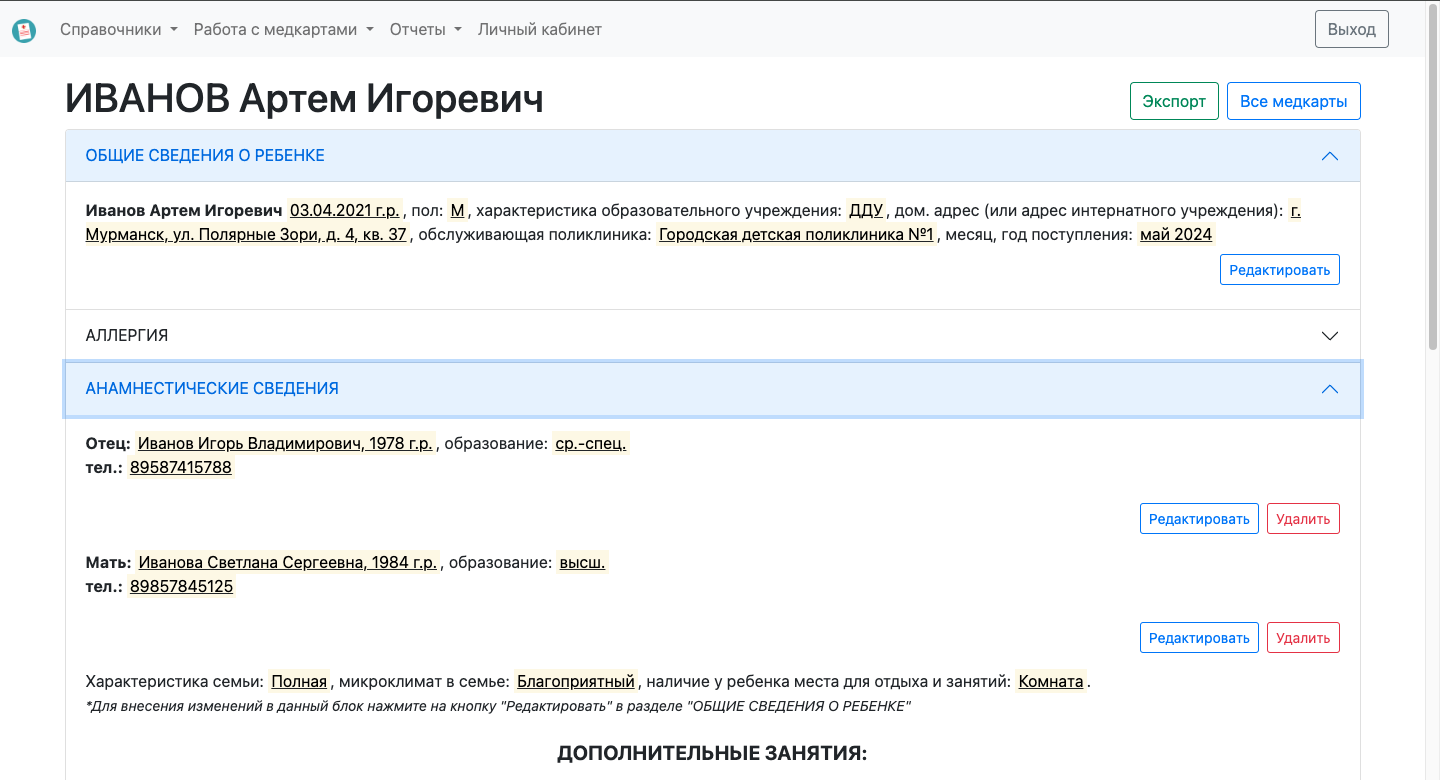 Справочники Работа с медкартами Отчеты Личный кабинет Выход
ИВАНОВ Артем Игоревич
Экспорт Все медкарты
ОБЩИЕ СВЕДЕНИЯ О РЕБЕНКЕ
Иванов Артем Игоревич 03.04.2021 г.р., пол: М, характеристика образовательного учреждения: ДДУ, дом. адрес (или адрес интернатного учреждения): г.
Мурманск, ул. Полярные Зори, д. 4, кв. 37, обслуживающая поликлиника: Городская детская поликлиника №1, месяц, год поступления: май 2024
Редактировать
АЛЛЕРГИЯ
АНАМНЕСТИЧЕСКИЕ СВЕДЕНИЯ
Отец: Иванов Игорь Владимирович, 1978 г.р., образование: ср.-спец.
тел.: 89587415788
Редактировать Удалить
Мать: Иванова Светлана Сергеевна, 1984 г.р., образование: высш.
тел.: 89857845125
Редактировать Удалить
Характеристика семьи: Полная, микроклимат в семье: Благоприятный, наличие у ребенка места для отдыха и занятий: Комната.
*Для внесения изменений в данный блок нажмите на кнопку "Редактировать" в разделе "ОБЩИЕ СВЕДЕНИЯ О РЕБЕНКЕ"
ДОПОЛНИТЕЛЬНЫЕ ЗАНЯТИЯ: